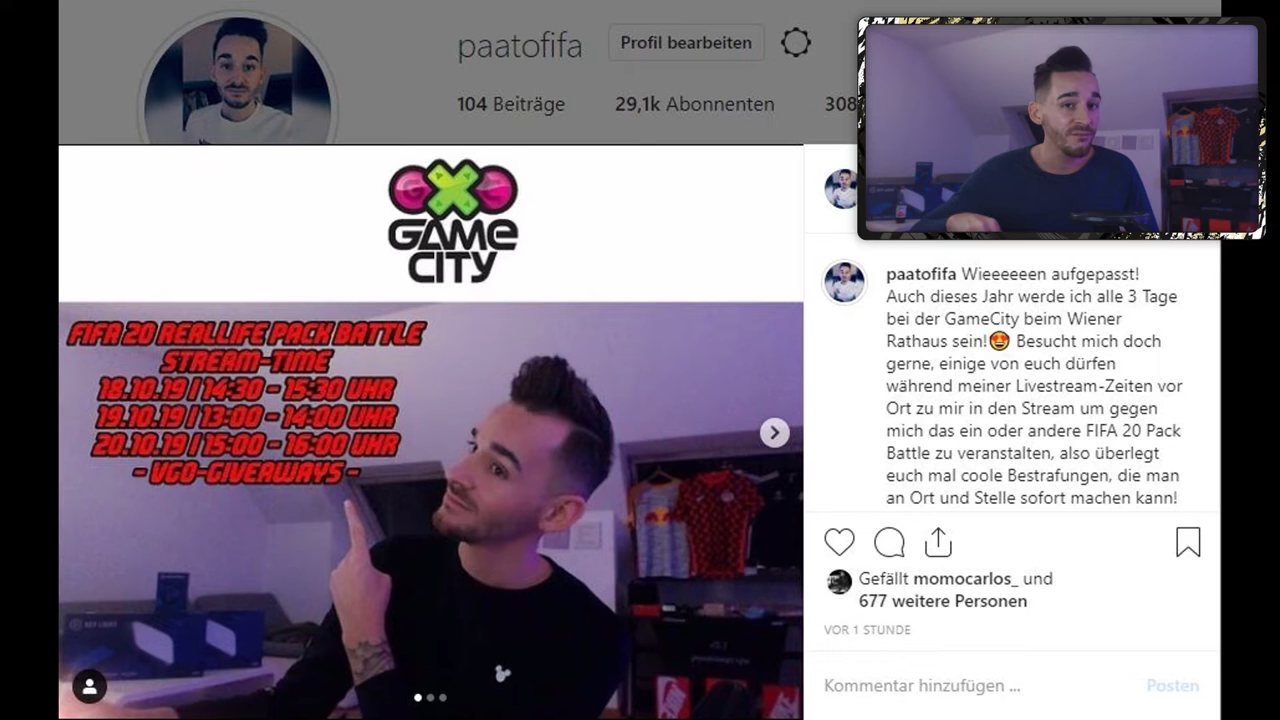 paatofifa
Profil bearbeiten
104 Beiträge
29,1k Abonnenten
308
GAME
CITY
FIFA 20 REALLIFE PACK BATTLE
STREAM-TIME
18.10.19 / 14:30 - 15:30 UHR
19.10.19 / 13:00 - 14:00 UHR
20.10.19 / 15:00 - 16:00 UHR
- VGO-GIVERWAYS -
paatofifa Wieeeeeen aufgepasst!
Auch dieses Jahr werde ich alle 3 Tage
bei der GameCity beim Wiener
Rathaus sein!😍 Besucht mich doch
gerne, einige von euch dürfen
während meiner Livestream-Zeiten vor
Ort zu mir in den Stream um gegen
mich das ein oder andere FIFA 20 Pack
Battle zu veranstalten, also überlegt
euch mal coole Bestrafungen, die man
an Ort und Stelle sofort machen kann!
Gefällt momocarlos_ und
677 weitere Personen
VOR 1 STUNDE
Kommentar hinzufügen ...
Posten